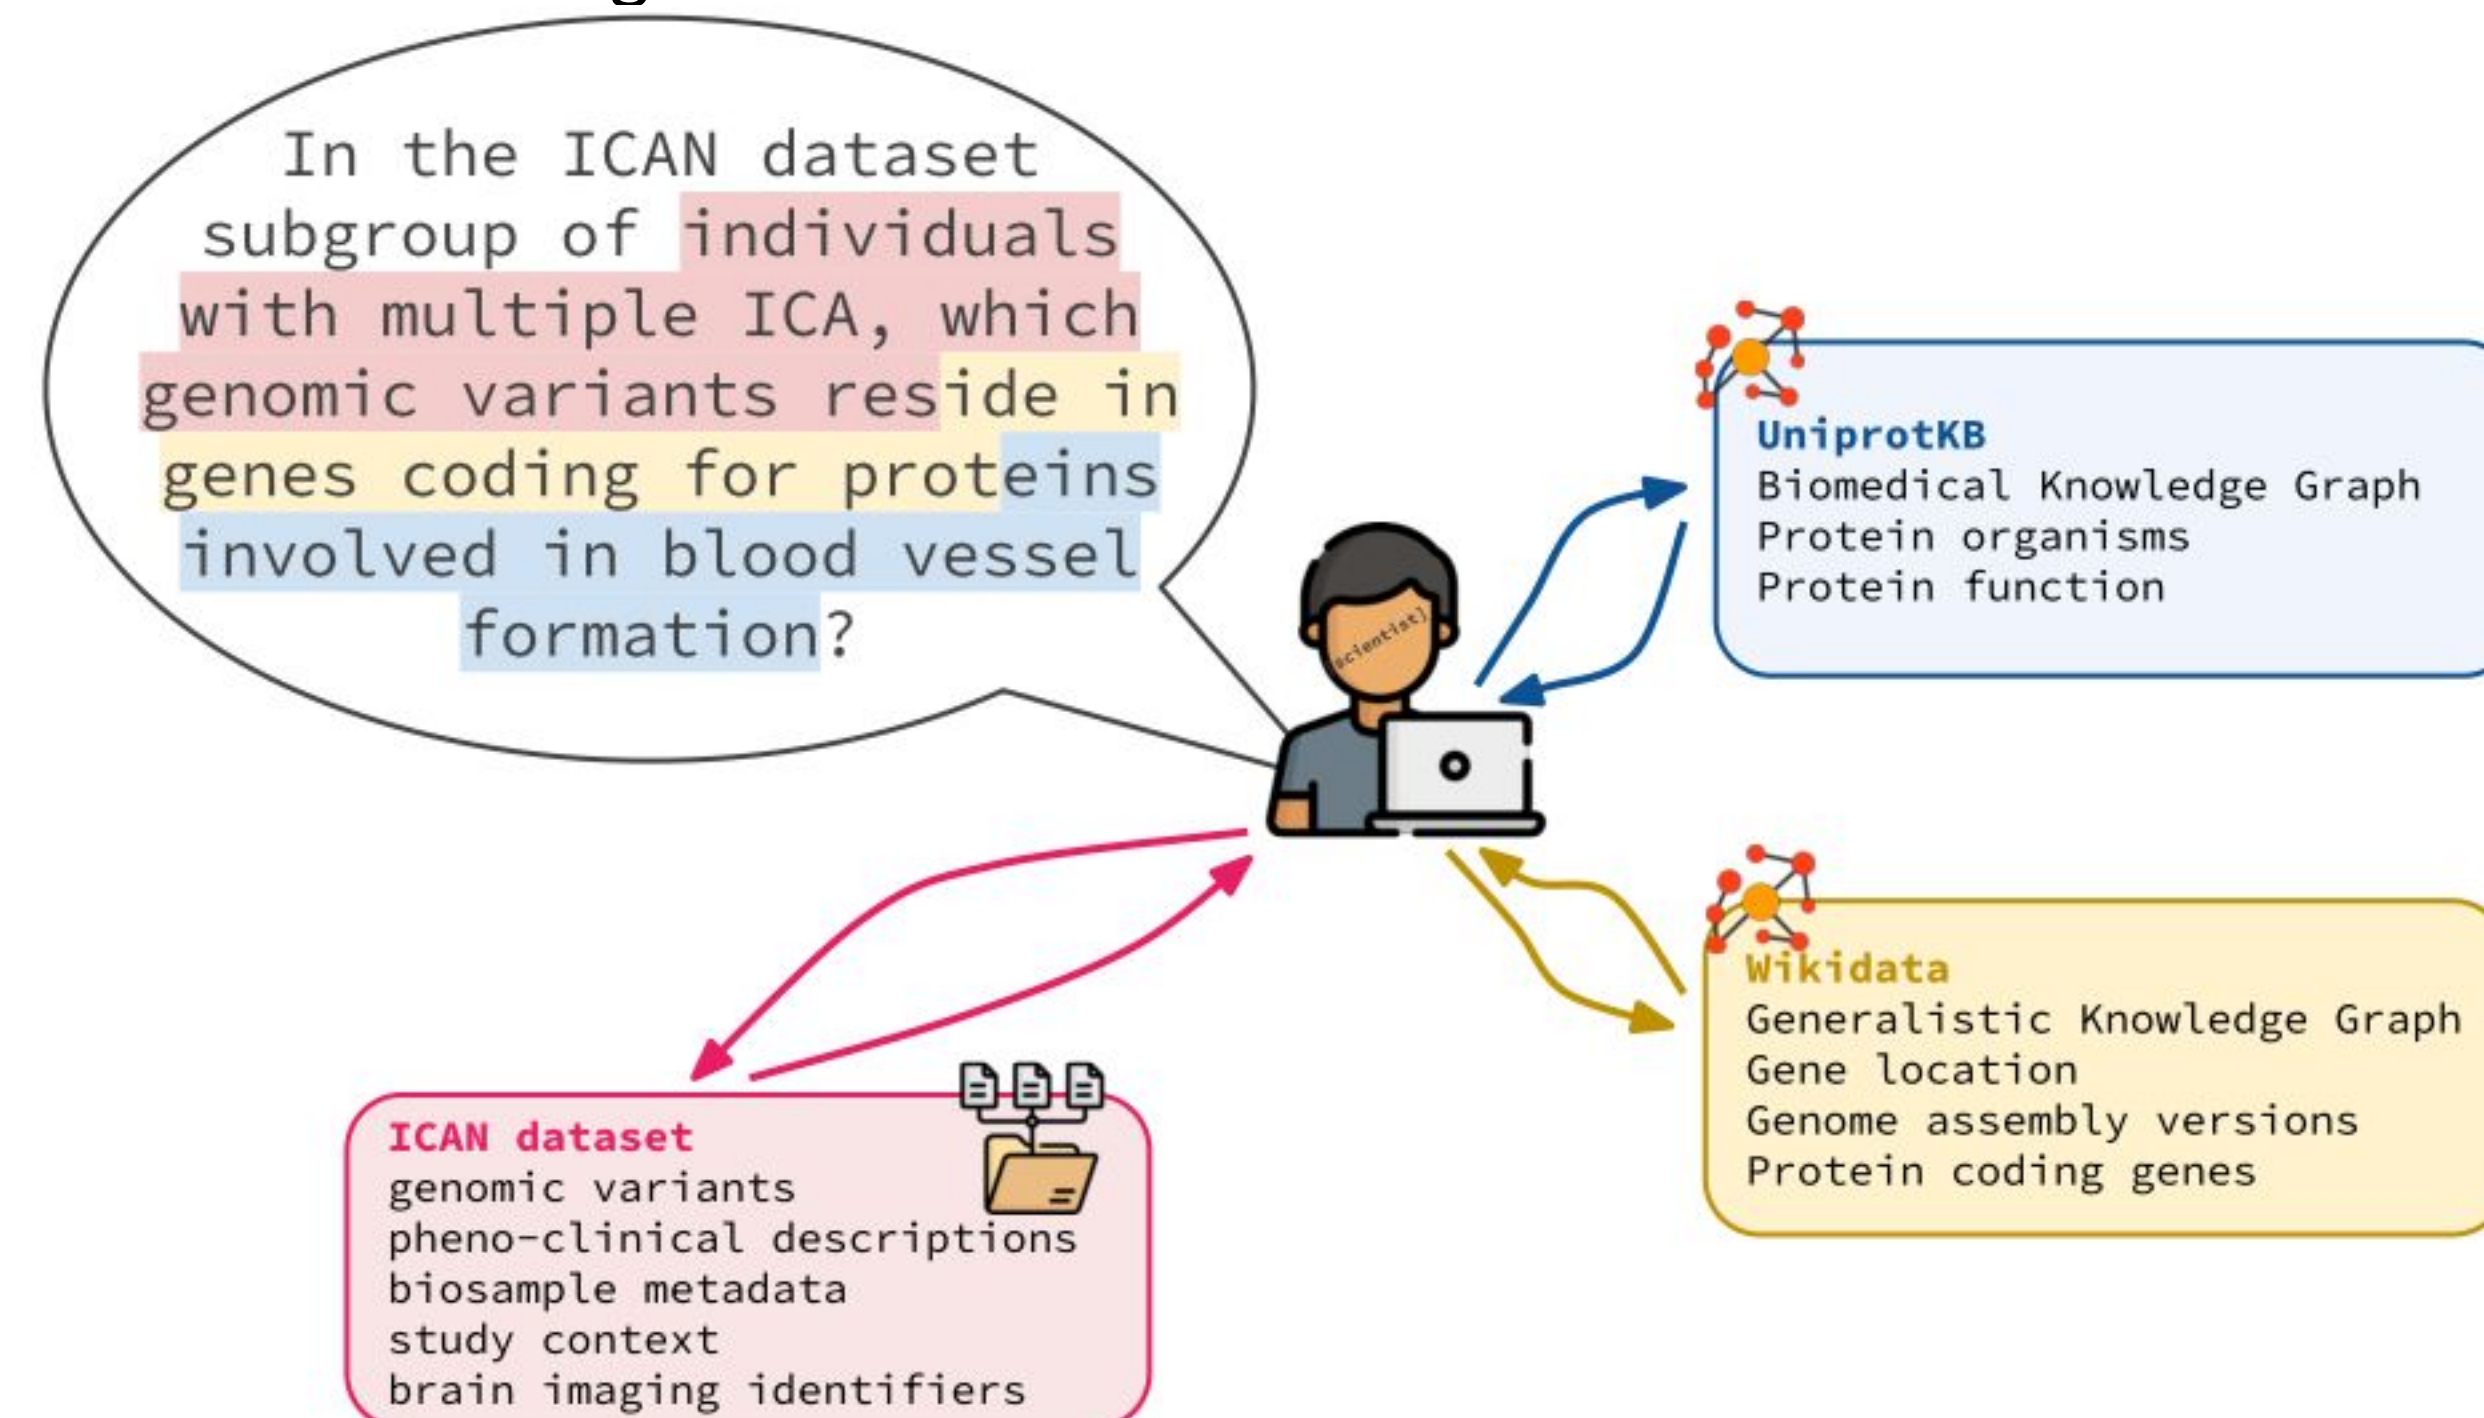 In the ICAN dataset
subgroup of individuals
with multiple ICA, which
genomic variants reside in
genes coding for proteins
involved in blood vessel
formation?
scientist]
UniprotKB
Biomedical Knowledge Graph
Protein organisms
Protein function
Wikidata
Generalistic Knowledge Graph
Gene location
Genome assembly versions
Protein coding genes
ICAN dataset
genomic variants
pheno-clinical descriptions
biosample metadata
study context
brain imaging identifiers